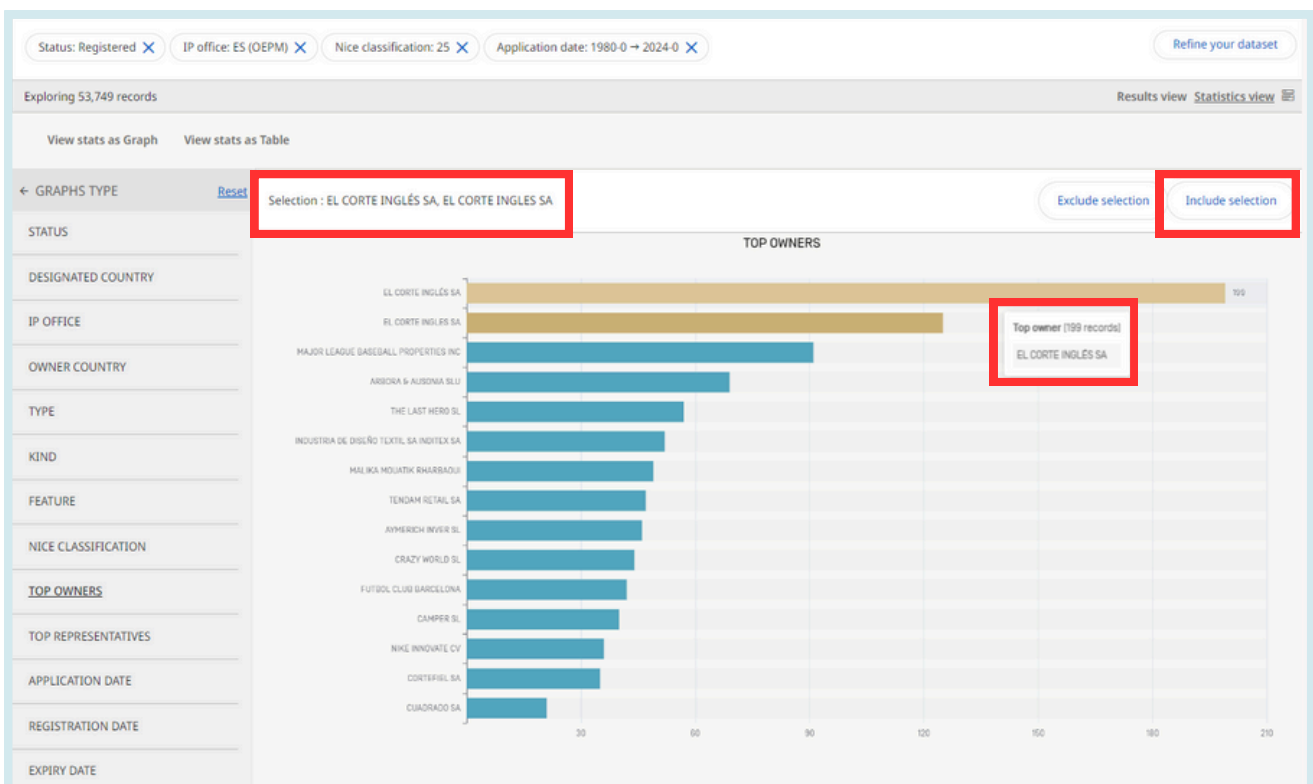 Status: Registered ✕ IP office: ES (OEPM) ✕ Nice classification: 25 ✕ Application date: 1980-0 → 2024-0 ✕ Refine your dataset
Exploring 53,749 records Results view Statistics view
View stats as Graph View stats as Table
← GRAPHS TYPE Reset
STATUS
DESIGNATED COUNTRY
IP OFFICE
OWNER COUNTRY
TYPE
KIND
FEATURE
NICE CLASSIFICATION
TOP OWNERS
TOP REPRESENTATIVES
APPLICATION DATE
REGISTRATION DATE
EXPIRY DATE
Selection : EL CORTE INGLÉS SA, EL CORTE INGLES SA Exclude selection Include selection
TOP OWNERS
EL CORTE INGLÉS SA 199
EL CORTE INGLES SA
Top owner (199 records)
EL CORTE INGLÉS SA
MAJOR LEAGUE BASEBALL PROPERTIES INC
ARBORA & AUSONIA SLU
THE LAST HERO SL
INDUSTRIA DE DISEÑO TEXTIL SA INDITEX SA
MALIKA MOUATIK RHARBAOUI
TENDAM RETAIL SA
AYMERICH INVER SL
CRAZY WORLD SL
FUTBOL CLUB BARCELONA
CAMPER SL
NIKE INNOVATE CV
CORTEFIEL SA
CUADRADO SA
30 60 90 120 150 180 210